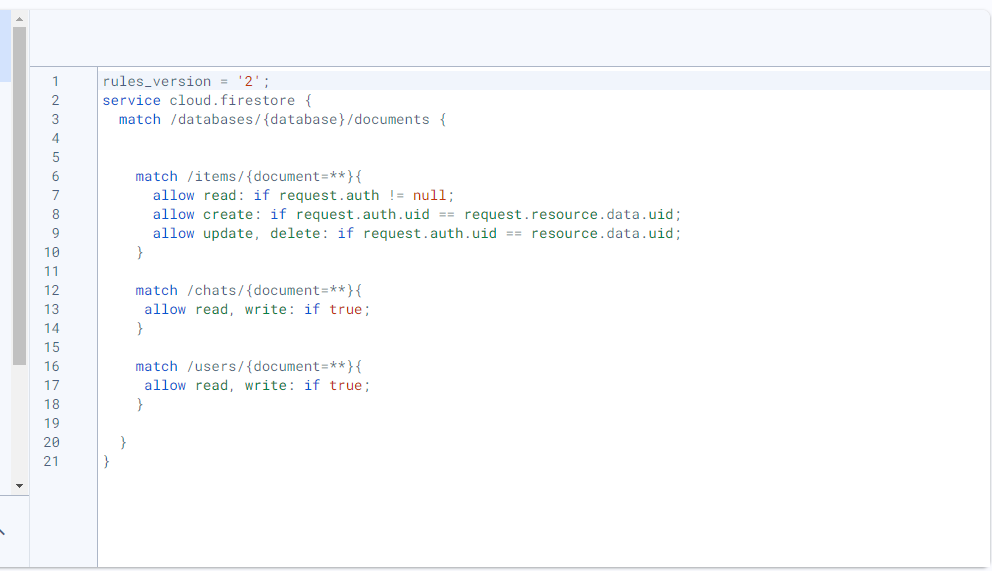 1 rules_version = '2';
2 service cloud.firestore {
3   match /databases/{database}/documents {
4
5
6     match /items/{document=**}{
7       allow read: if request.auth != null;
8       allow create: if request.auth.uid == request.resource.data.uid;
9       allow update, delete: if request.auth.uid == resource.data.uid;
10     }
11
12     match /chats/{document=**}{
13      allow read, write: if true;
14     }
15
16     match /users/{document=**}{
17      allow read, write: if true;
18     }
19
20   }
21 }